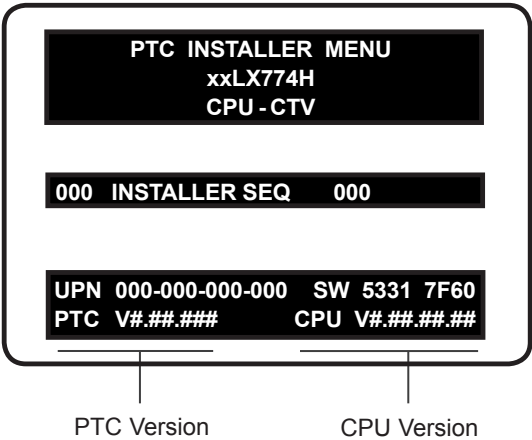 PTC INSTALLER MENU
xxLX774H
CPU - CTV
000 INSTALLER SEQ 000
UPN 000-000-000-000 SW 5331 7F60
PTC V#.##.### CPU V#.##.##.##
PTC Version CPU Version